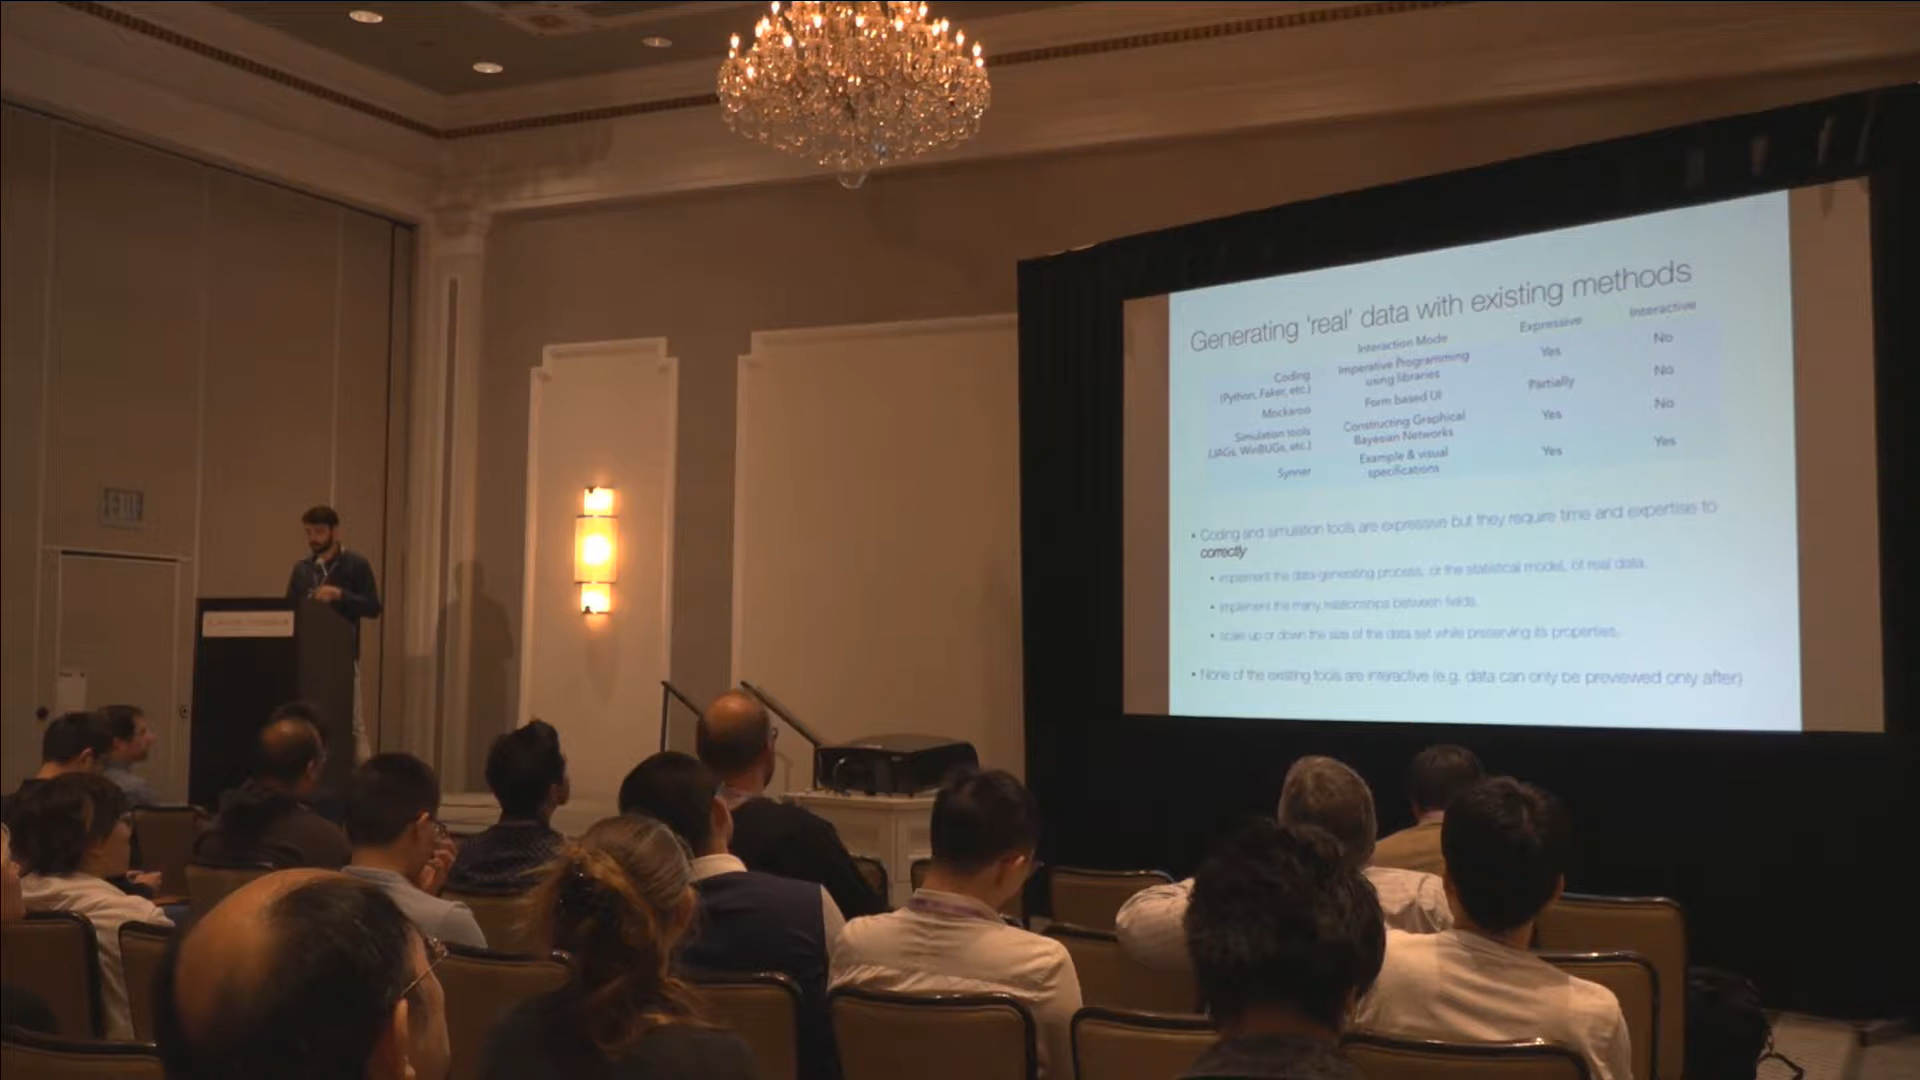 EXIT
Generating 'real' data with existing methods
Interaction Mode Expressive Interactive
Coding
(Python, Faker, etc.) Imperative Programming
using libraries Yes No
Mockaroo Form based UI Partially No
Simulation tools
(JAGs, WinBUGs, etc.) Constructing Graphical
Bayesian Networks Yes No
Synner Example & visual
specifications Yes Yes
• Coding and simulation tools are expressive but they require time and expertise to
correctly
• implement the data-generating process, or the statistical model, of real data.
• implement the many relationships between fields.
• scale up or down the size of the data set while preserving its properties.
• None of the existing tools are interactive (e.g. data can only be previewed only after)